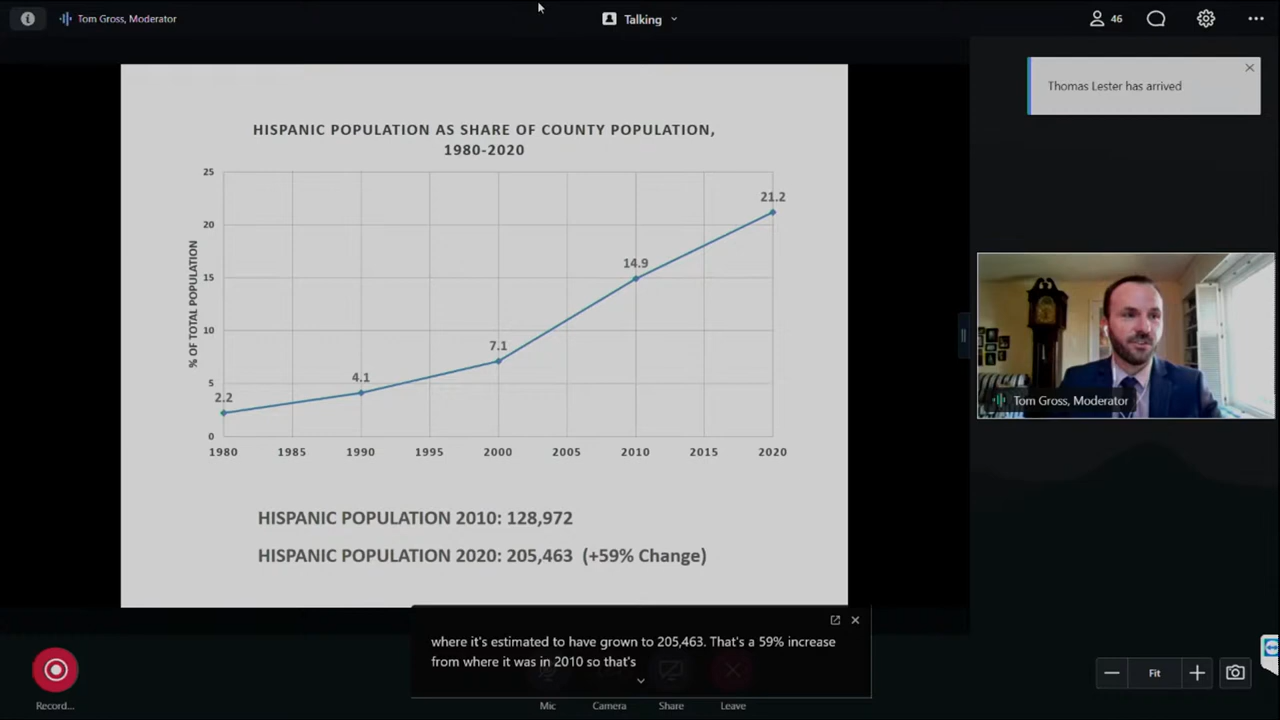 Tom Gross, Moderator
Talking
46
Thomas Lester has arrived
HISPANIC POPULATION AS SHARE OF COUNTY POPULATION,
1980-2020
% OF TOTAL POPULATION
25
20
15
10
5
0
2.2
4.1
7.1
14.9
21.2
1980 1985 1990 1995 2000 2005 2010 2015 2020
HISPANIC POPULATION 2010: 128,972
HISPANIC POPULATION 2020: 205,463 (+59% Change)
Tom Gross, Moderator
where it's estimated to have grown to 205,463. That's a 59% increase
from where it was in 2010 so that's
Record...
Mic
Camera
Share
Leave
Fit